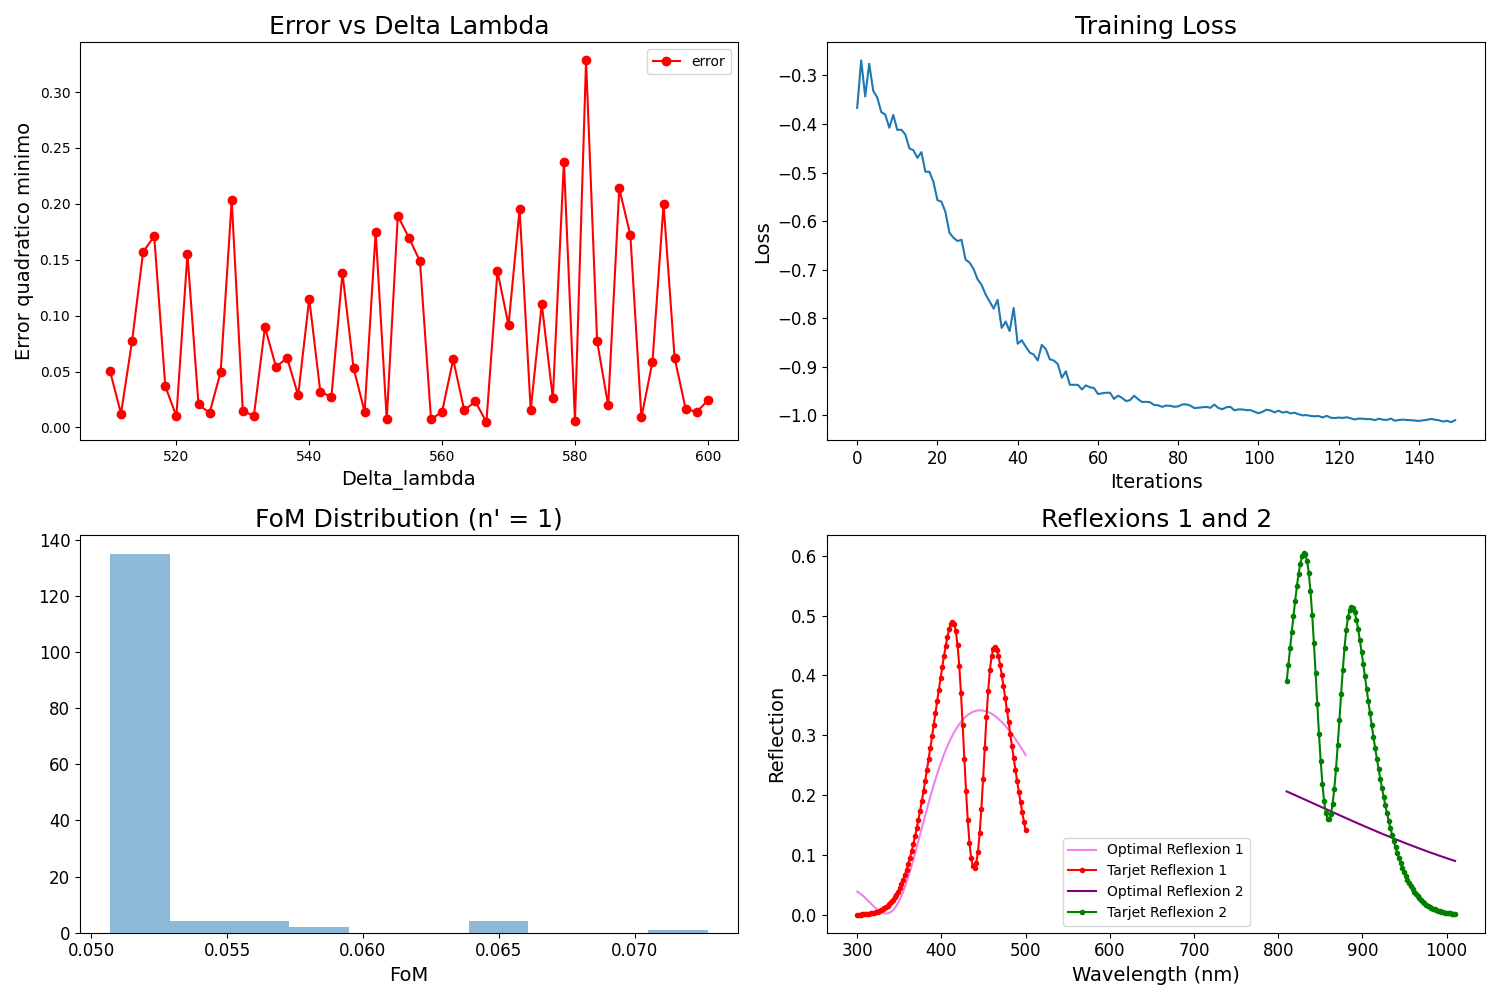 Error vs Delta Lambda
error
Error quadratico minimo
0.30
0.25
0.20
0.15
0.10
0.05
0.00
520 540 560 580 600
Delta_lambda
Training Loss
Loss
−0.3
−0.4
−0.5
−0.6
−0.7
−0.8
−0.9
−1.0
0 20 40 60 80 100 120 140
Iterations
FoM Distribution (n' = 1)
140
120
100
80
60
40
20
0
0.050 0.055 0.060 0.065 0.070
FoM
Reflexions 1 and 2
Reflection
0.6
0.5
0.4
0.3
0.2
0.1
0.0
Optimal Reflexion 1
Tarjet Reflexion 1
Optimal Reflexion 2
Tarjet Reflexion 2
300 400 500 600 700 800 900 1000
Wavelength (nm)